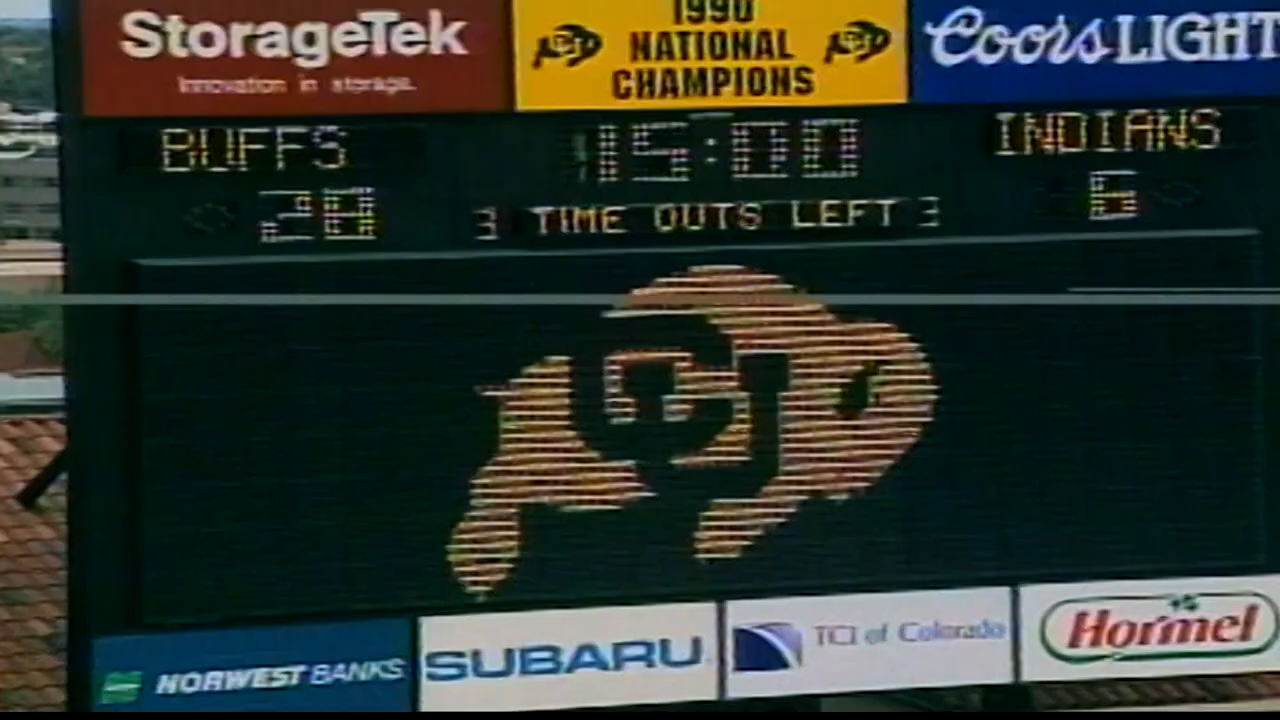 StorageTek
Innovation in storage.
1990
NATIONAL
CHAMPIONS
Coors LIGHT
BUFFS 15:00 INDIANS
28 3 TIME OUTS LEFT 3 6
CU
NORWEST BANKS
SUBARU
TCI of Colorado
Hormel